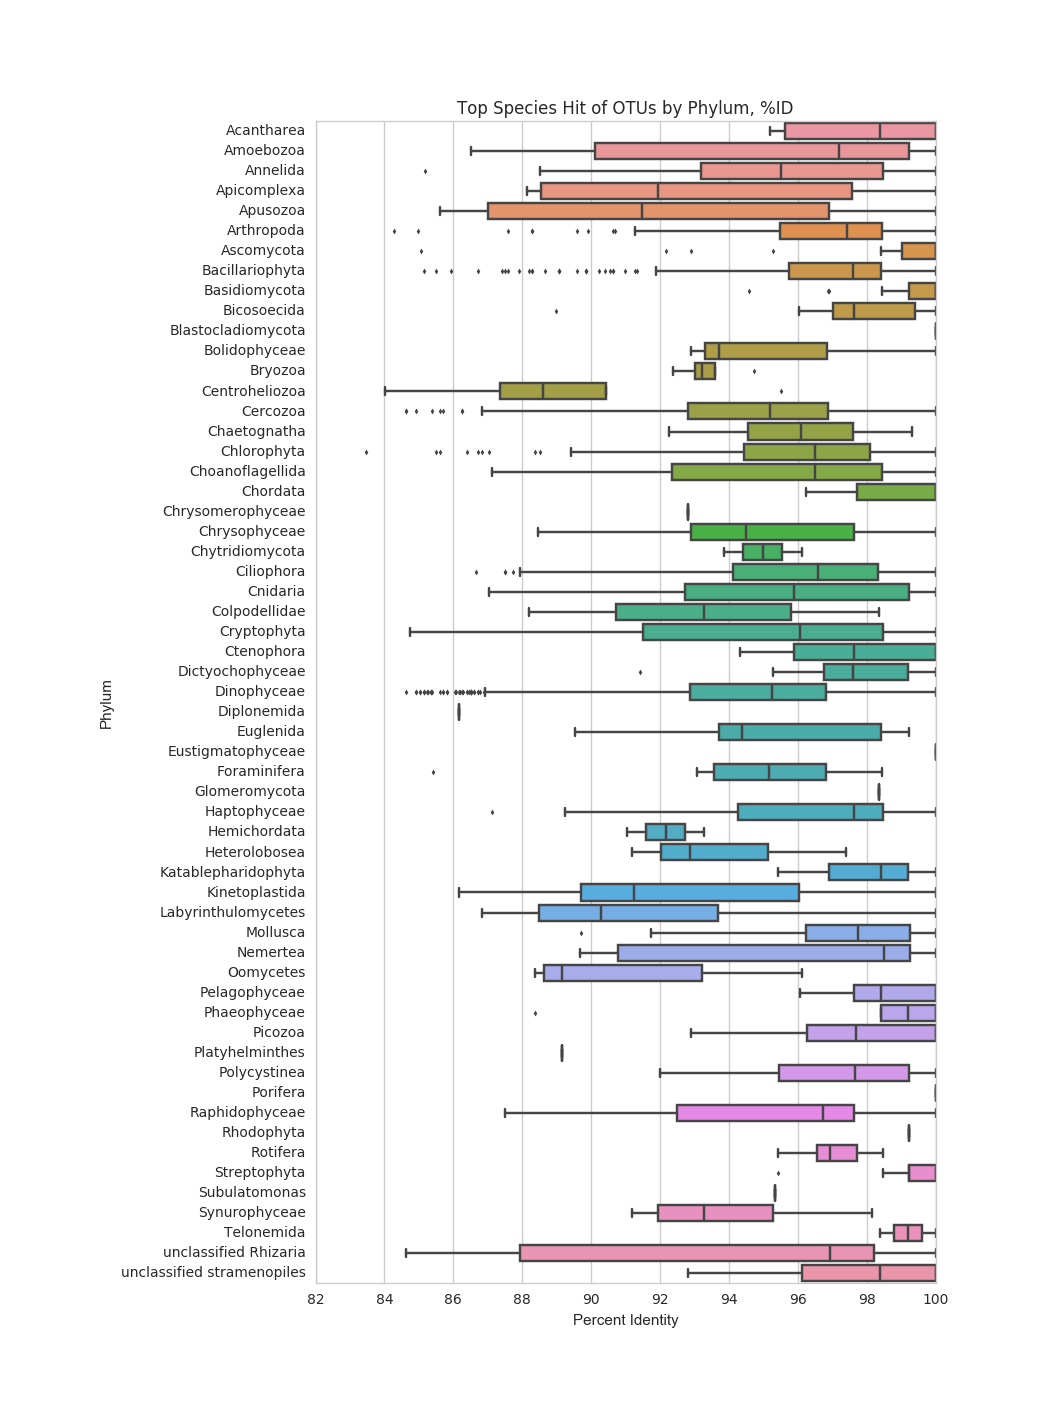 Top Species Hit of OTUs by Phylum, %ID
Acantharea
Amoebozoa
Annelida
Apicomplexa
Apusozoa
Arthropoda
Ascomycota
Bacillariophyta
Basidiomycota
Bicosoecida
Blastocladiomycota
Bolidophyceae
Bryozoa
Centroheliozoa
Cercozoa
Chaetognatha
Chlorophyta
Choanoflagellida
Chordata
Chrysomerophyceae
Chrysophyceae
Chytridiomycota
Ciliophora
Cnidaria
Colpodellidae
Cryptophyta
Ctenophora
Dictyochophyceae
Dinophyceae
Diplonemida
Euglenida
Eustigmatophyceae
Foraminifera
Glomeromycota
Haptophyceae
Hemichordata
Heterolobosea
Katablepharidophyta
Kinetoplastida
Labyrinthulomycetes
Mollusca
Nemertea
Oomycetes
Pelagophyceae
Phaeophyceae
Picozoa
Platyhelminthes
Polycystinea
Porifera
Raphidophyceae
Rhodophyta
Rotifera
Streptophyta
Subulatomonas
Synurophyceae
Telonemida
unclassified Rhizaria
unclassified stramenopiles
Phylum
82 84 86 88 90 92 94 96 98 100
Percent Identity